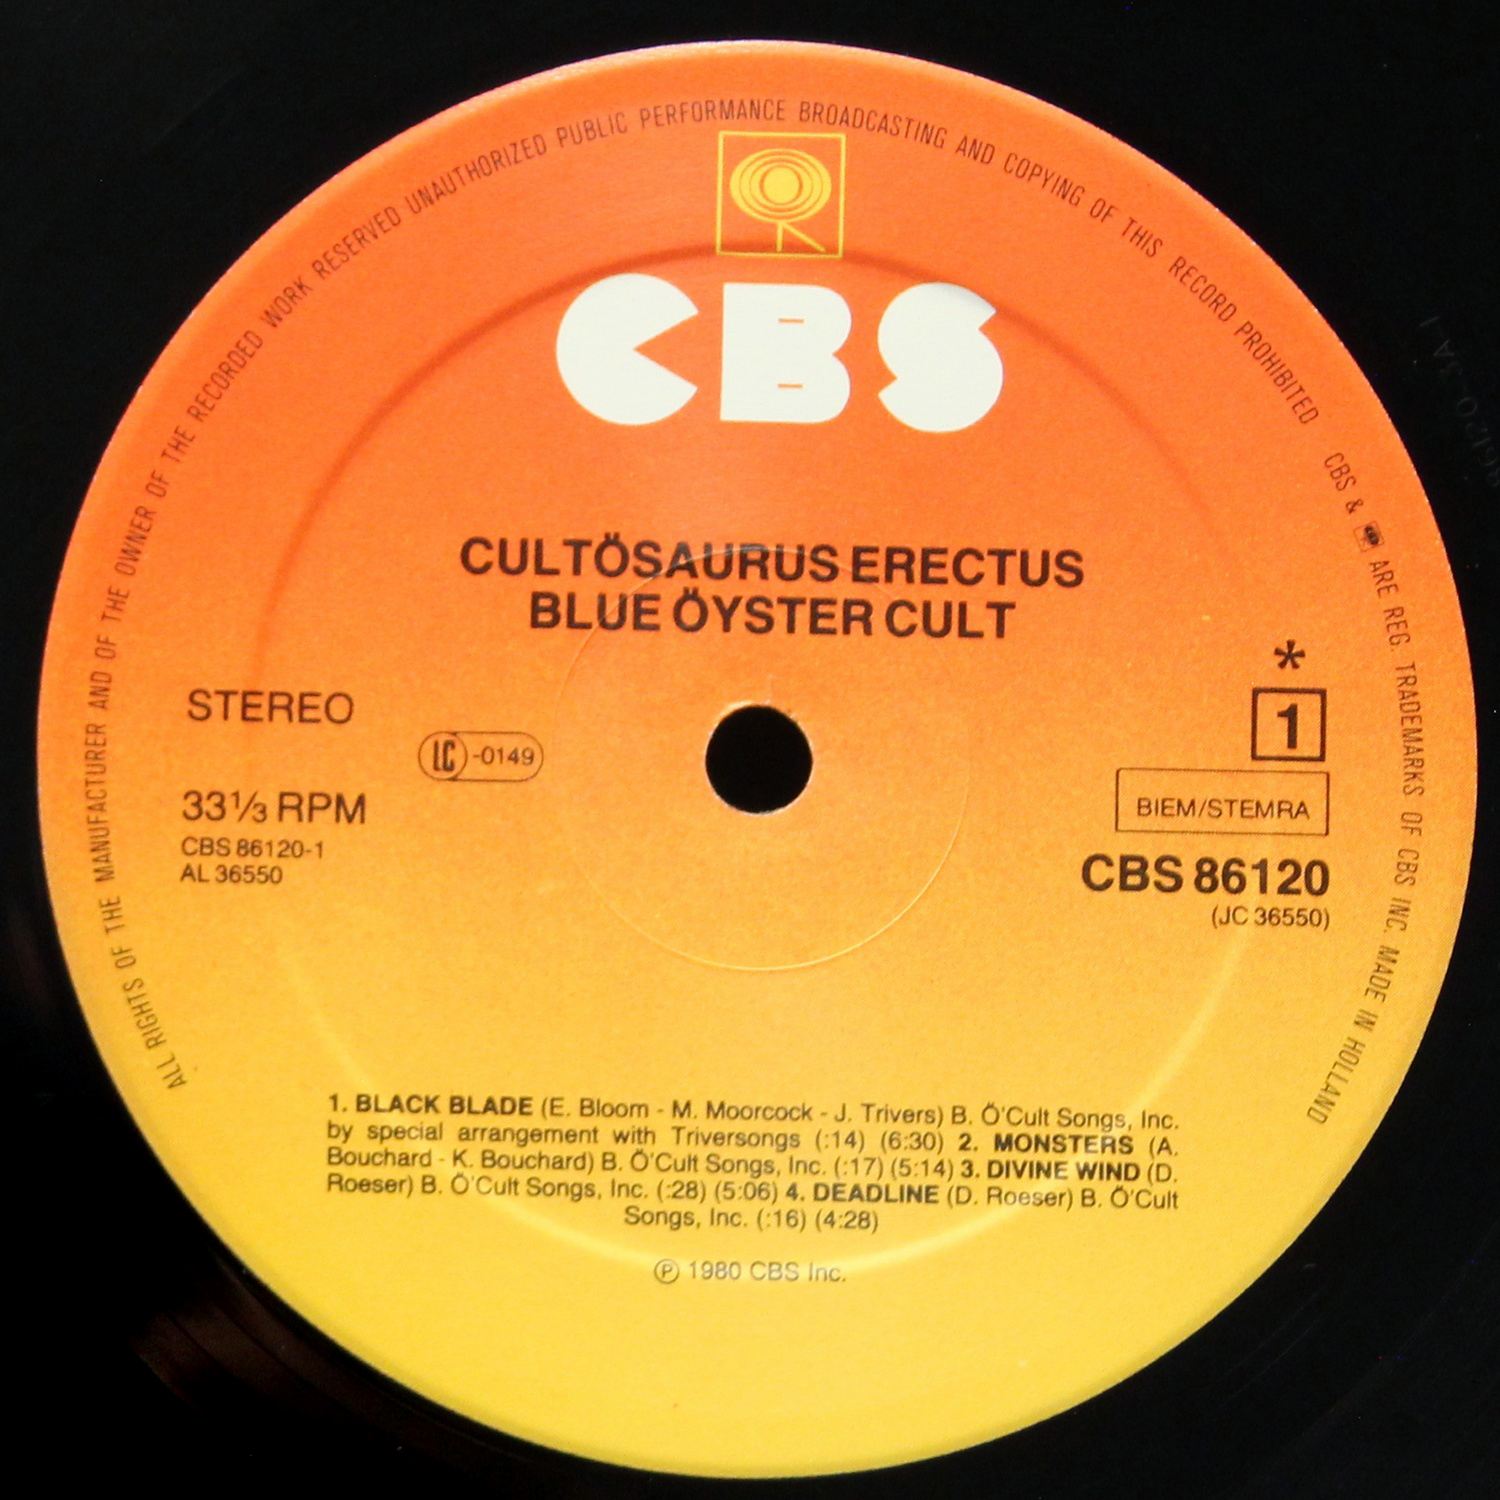 ALL RIGHTS OF THE MANUFACTURER AND OF THE OWNER OF THE RECORDED WORK RESERVED UNAUTHORIZED PUBLIC PERFORMANCE BROADCASTING AND COPYING OF THIS RECORD PROHIBITED CBS & ARE REG. TRADEMARKS OF CBS INC. MADE IN HOLLAND
CBS
CULTÖSAURUS ERECTUS
BLUE ÖYSTER CULT
STEREO
LC -0149
33⅓ RPM
CBS 86120-1
AL 36550
*
1
BIEM/STEMRA
CBS 86120
(JC 36550)
1. BLACK BLADE (E. Bloom - M. Moorcock - J. Trivers) B. Ö'Cult Songs, Inc.
by special arrangement with Triversongs (:14) (6:30) 2. MONSTERS (A.
Bouchard - K. Bouchard) B. Ö'Cult Songs, Inc. (:17) (5:14) 3. DIVINE WIND (D.
Roeser) B. Ö'Cult Songs, Inc. (:28) (5:06) 4. DEADLINE (D. Roeser) B. Ö'Cult
Songs, Inc. (:16) (4:28)
℗ 1980 CBS Inc.